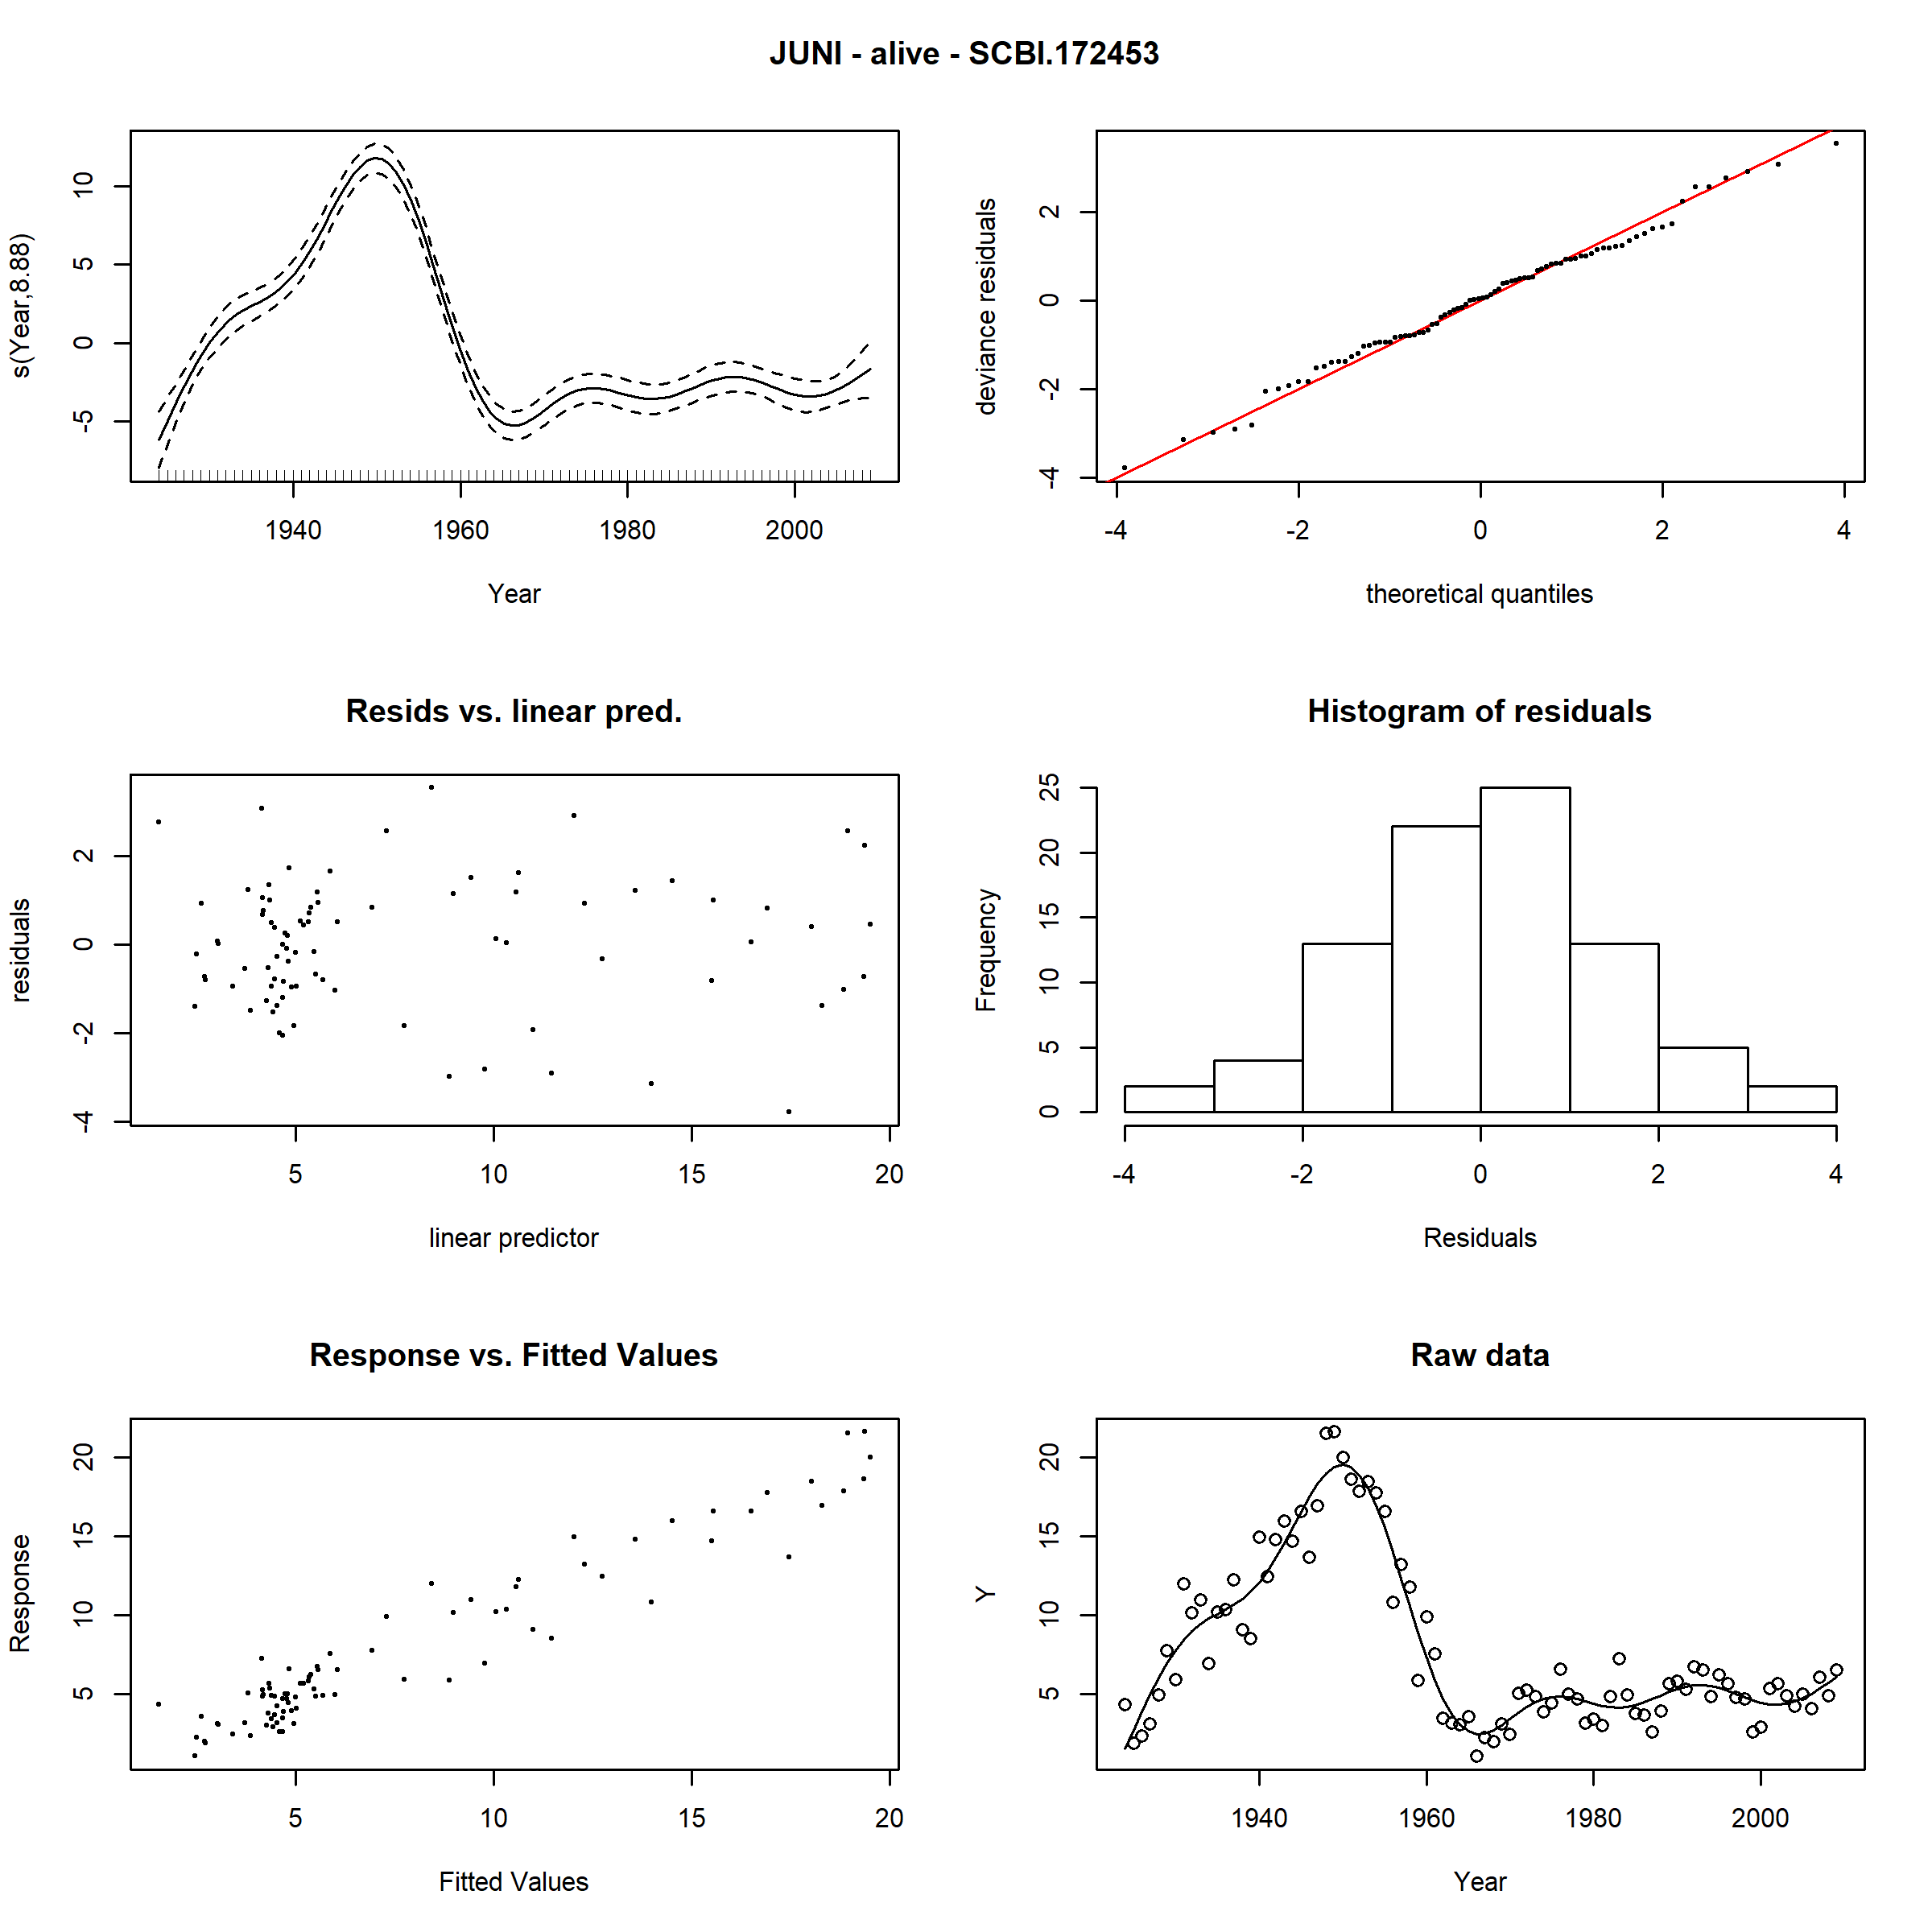 JUNI - alive - SCBI.172453
s(Year,8.88)
-5 0 5 10
1940 1960 1980 2000
Year
deviance residuals
-4 -2 0 2
-4 -2 0 2 4
theoretical quantiles
Resids vs. linear pred.
residuals
-4 -2 0 2
5 10 15 20
linear predictor
Histogram of residuals
Frequency
0 5 10 15 20 25
-4 -2 0 2 4
Residuals
Response vs. Fitted Values
Response
5 10 15 20
5 10 15 20
Fitted Values
Raw data
Y
5 10 15 20
1940 1960 1980 2000
Year